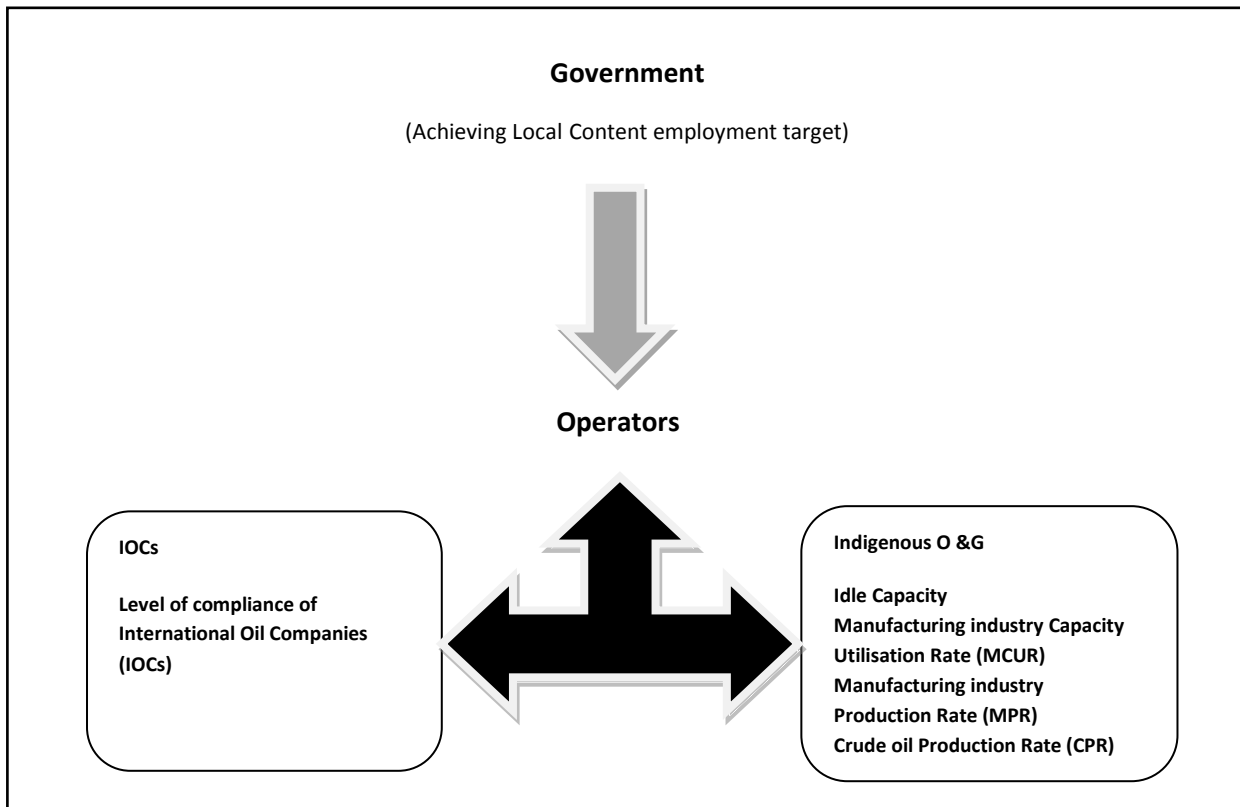 Government
(Achieving Local Content employment target)
Operators
IOCs
Level of compliance of
International Oil Companies
(IOCs)
Indigenous O &G
Idle Capacity
Manufacturing industry Capacity
Utilisation Rate (MCUR)
Manufacturing industry
Production Rate (MPR)
Crude oil Production Rate (CPR)